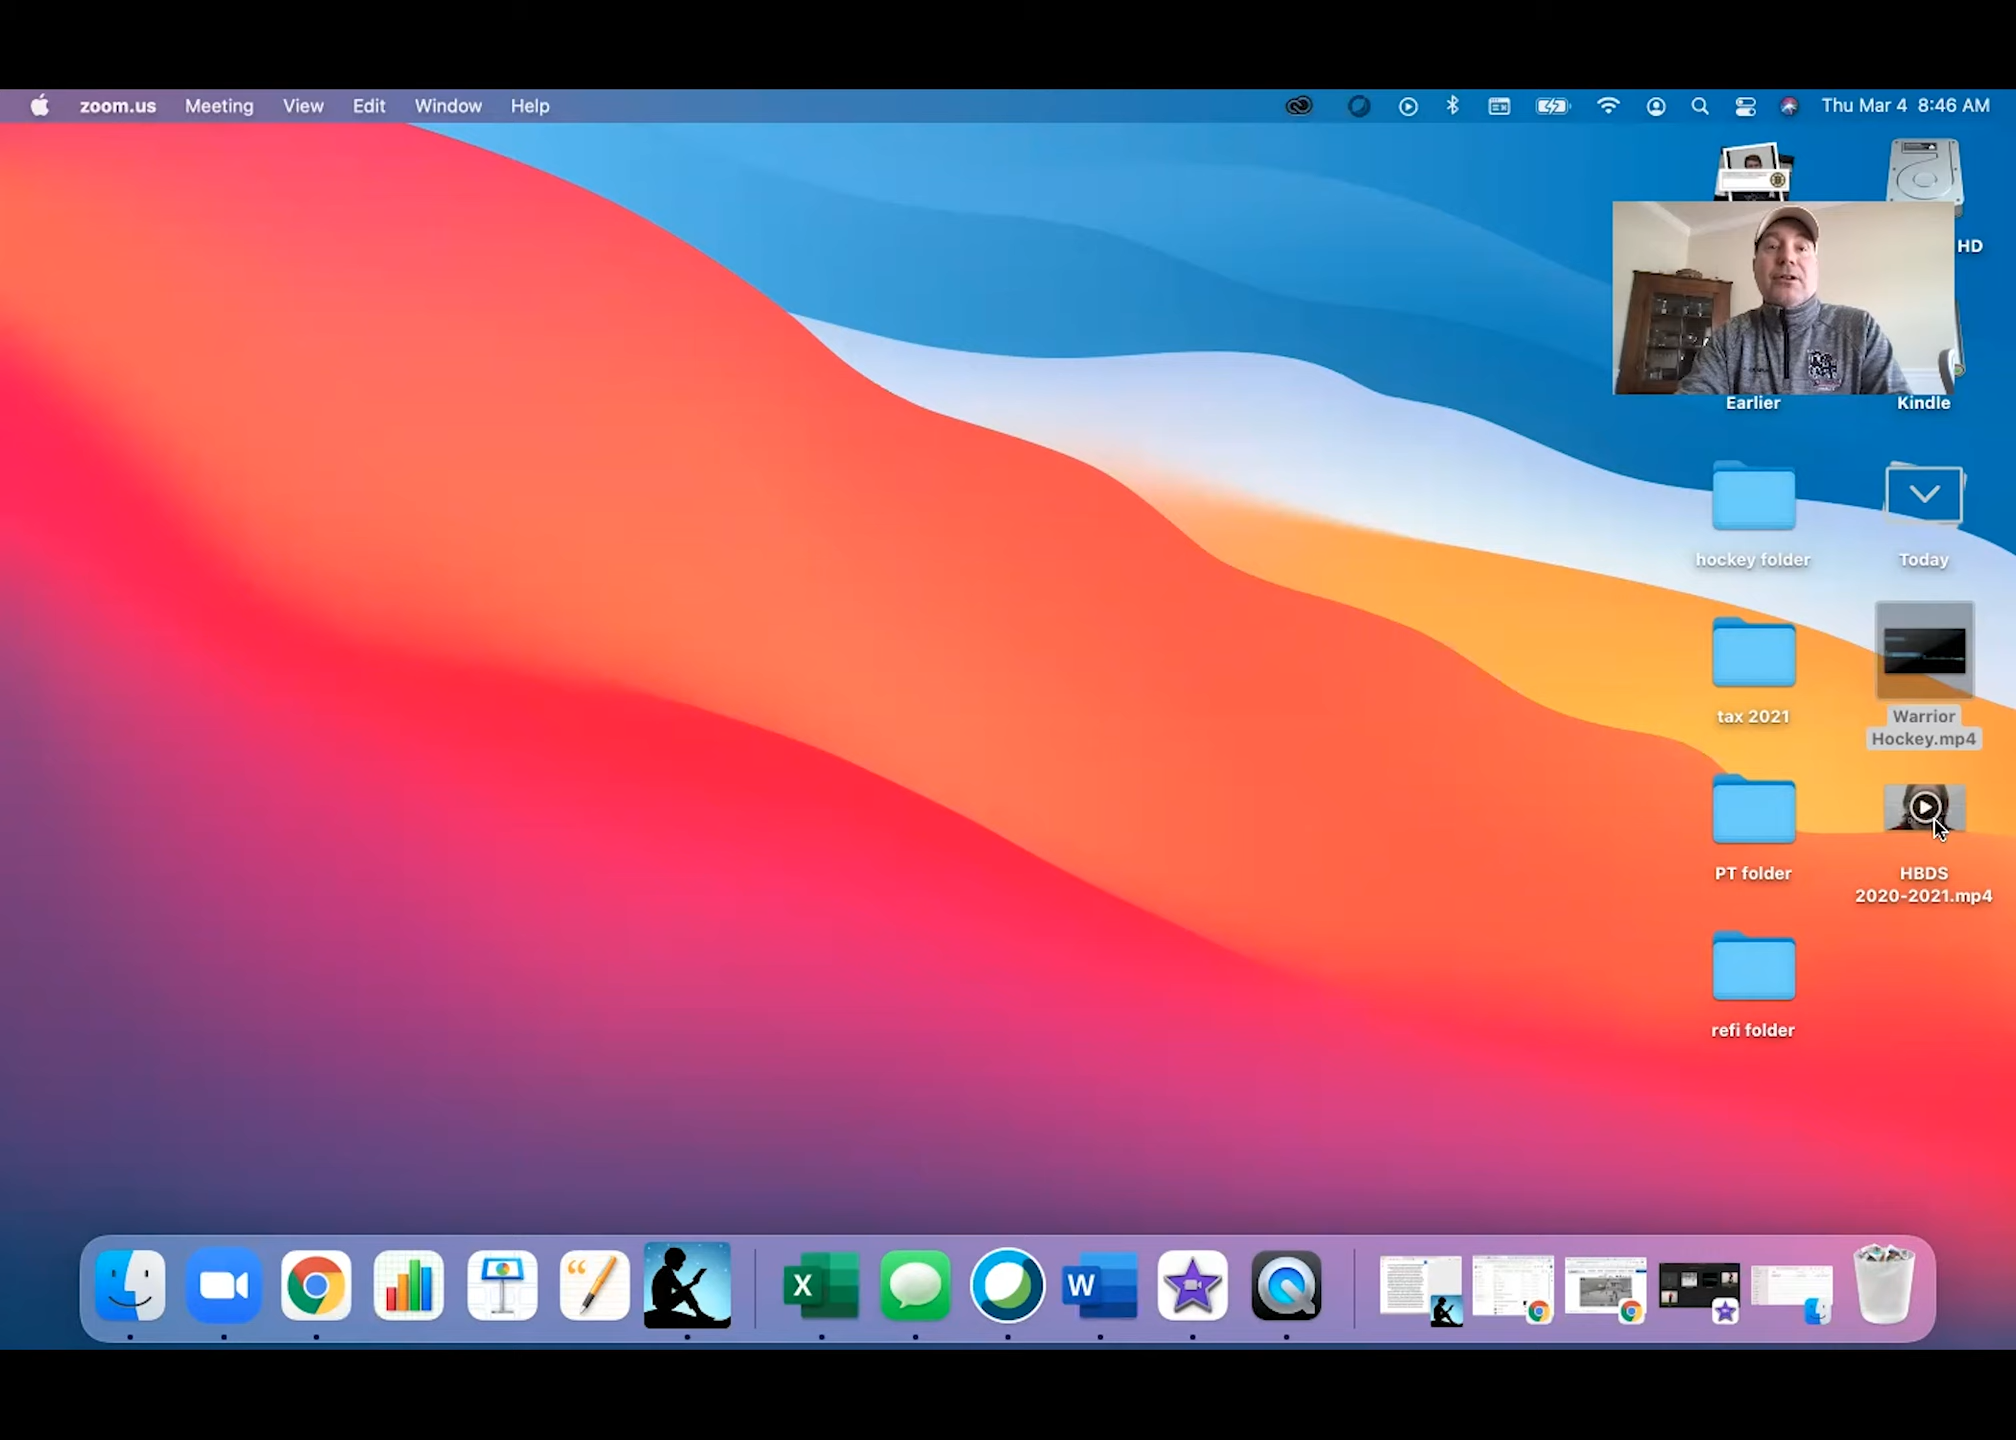 zoom.us Meeting View Edit Window Help Thu Mar 4 8:46 AM
HD
Earlier Kindle
hockey folder Today
tax 2021 Warrior
Hockey.mp4
PT folder HBDS
2020-2021.mp4
refi folder
X W